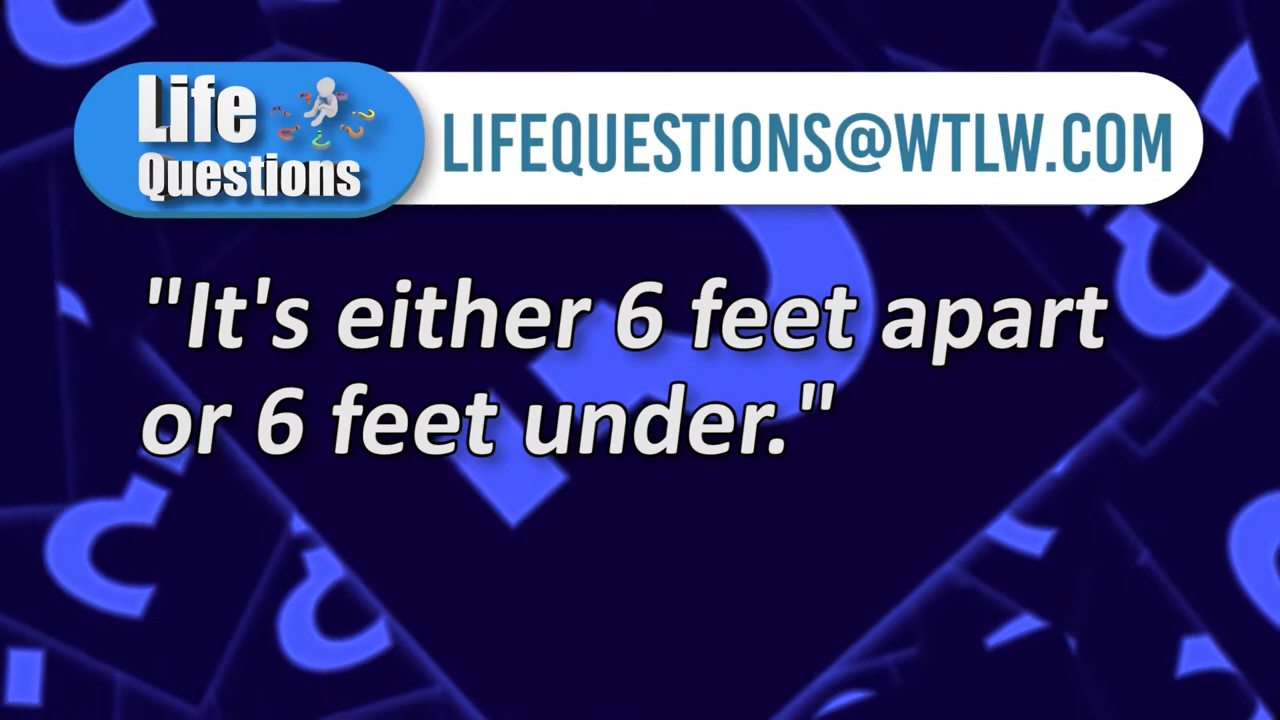 Life
Questions
LIFEQUESTIONS@WTLW.COM
"It's either 6 feet apart
or 6 feet under."